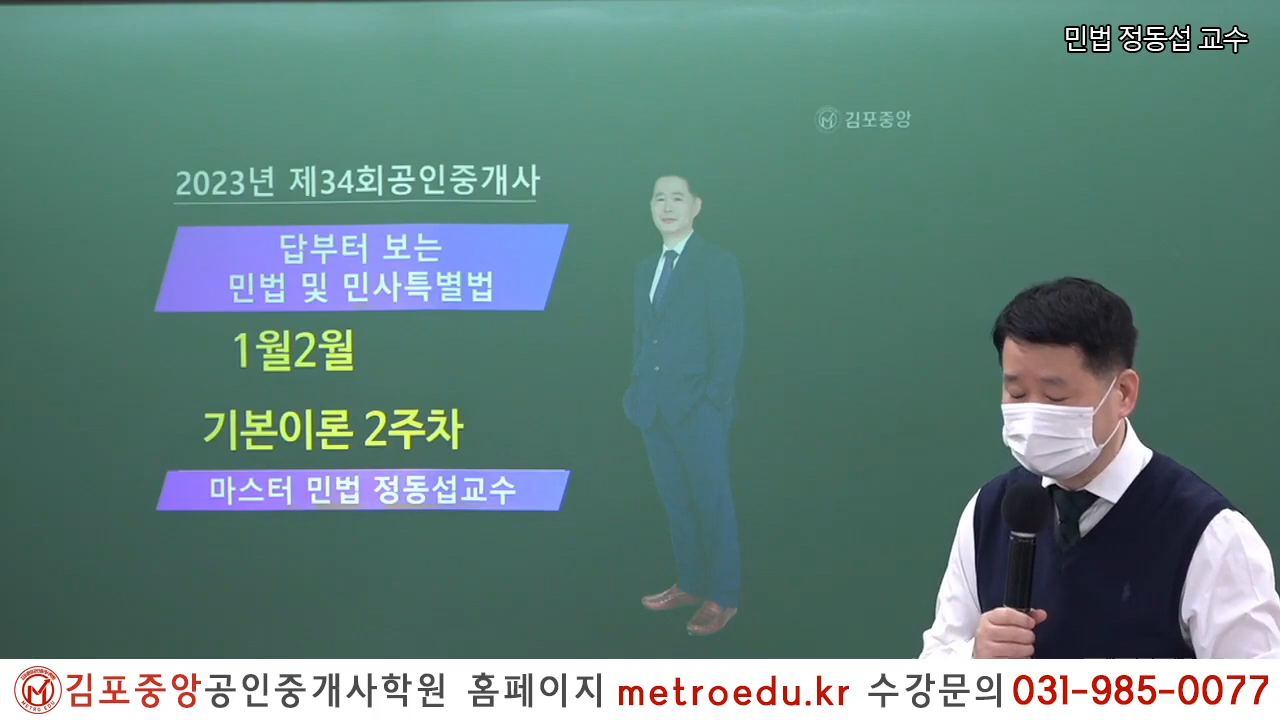 민법 정동섭 교수
김포중앙
2023년 제34회공인중개사
답부터 보는
민법 및 민사특별법
1월2월
기본이론 2주차
마스터 민법 정동섭교수
METRO EDU
김포중앙공인중개사학원 홈페이지 metroedu.kr 수강문의 031-985-0077